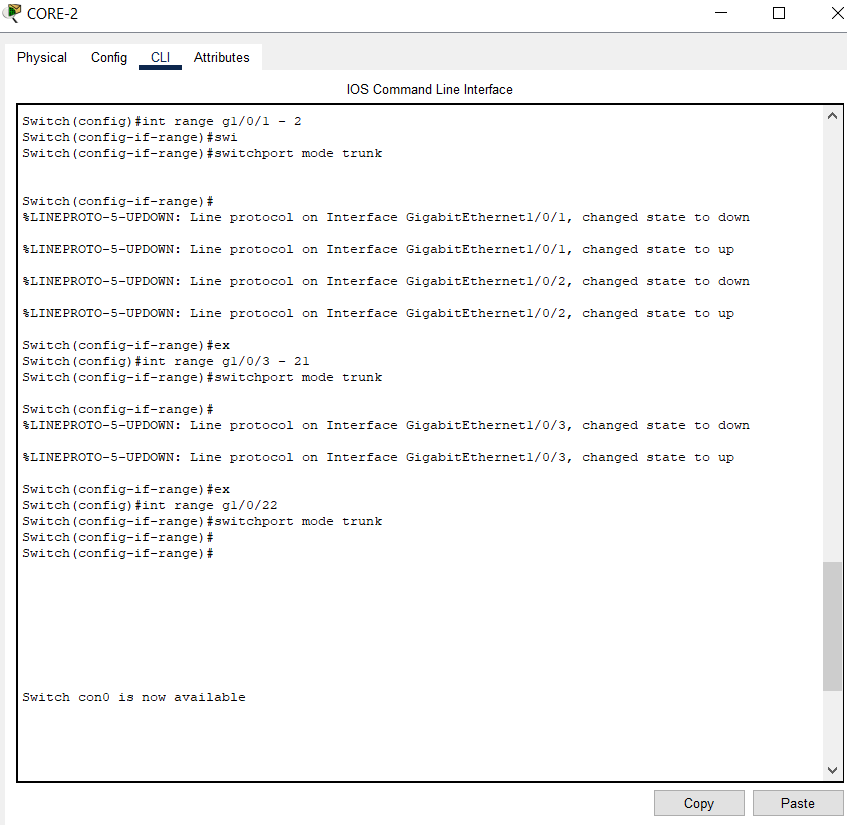 CORE-2
Physical Config CLI Attributes
IOS Command Line Interface
Switch(config)#int range g1/0/1 - 2
Switch(config-if-range)#swi
Switch(config-if-range)#switchport mode trunk
Switch(config-if-range)#
%LINEPROTO-5-UPDOWN: Line protocol on Interface GigabitEthernet1/0/1, changed state to down
%LINEPROTO-5-UPDOWN: Line protocol on Interface GigabitEthernet1/0/1, changed state to up
%LINEPROTO-5-UPDOWN: Line protocol on Interface GigabitEthernet1/0/2, changed state to down
%LINEPROTO-5-UPDOWN: Line protocol on Interface GigabitEthernet1/0/2, changed state to up
Switch(config-if-range)#ex
Switch(config)#int range g1/0/3 - 21
Switch(config-if-range)#switchport mode trunk
Switch(config-if-range)#
%LINEPROTO-5-UPDOWN: Line protocol on Interface GigabitEthernet1/0/3, changed state to down
%LINEPROTO-5-UPDOWN: Line protocol on Interface GigabitEthernet1/0/3, changed state to up
Switch(config-if-range)#ex
Switch(config)#int range g1/0/22
Switch(config-if-range)#switchport mode trunk
Switch(config-if-range)#
Switch(config-if-range)#
Switch con0 is now available
Copy Paste